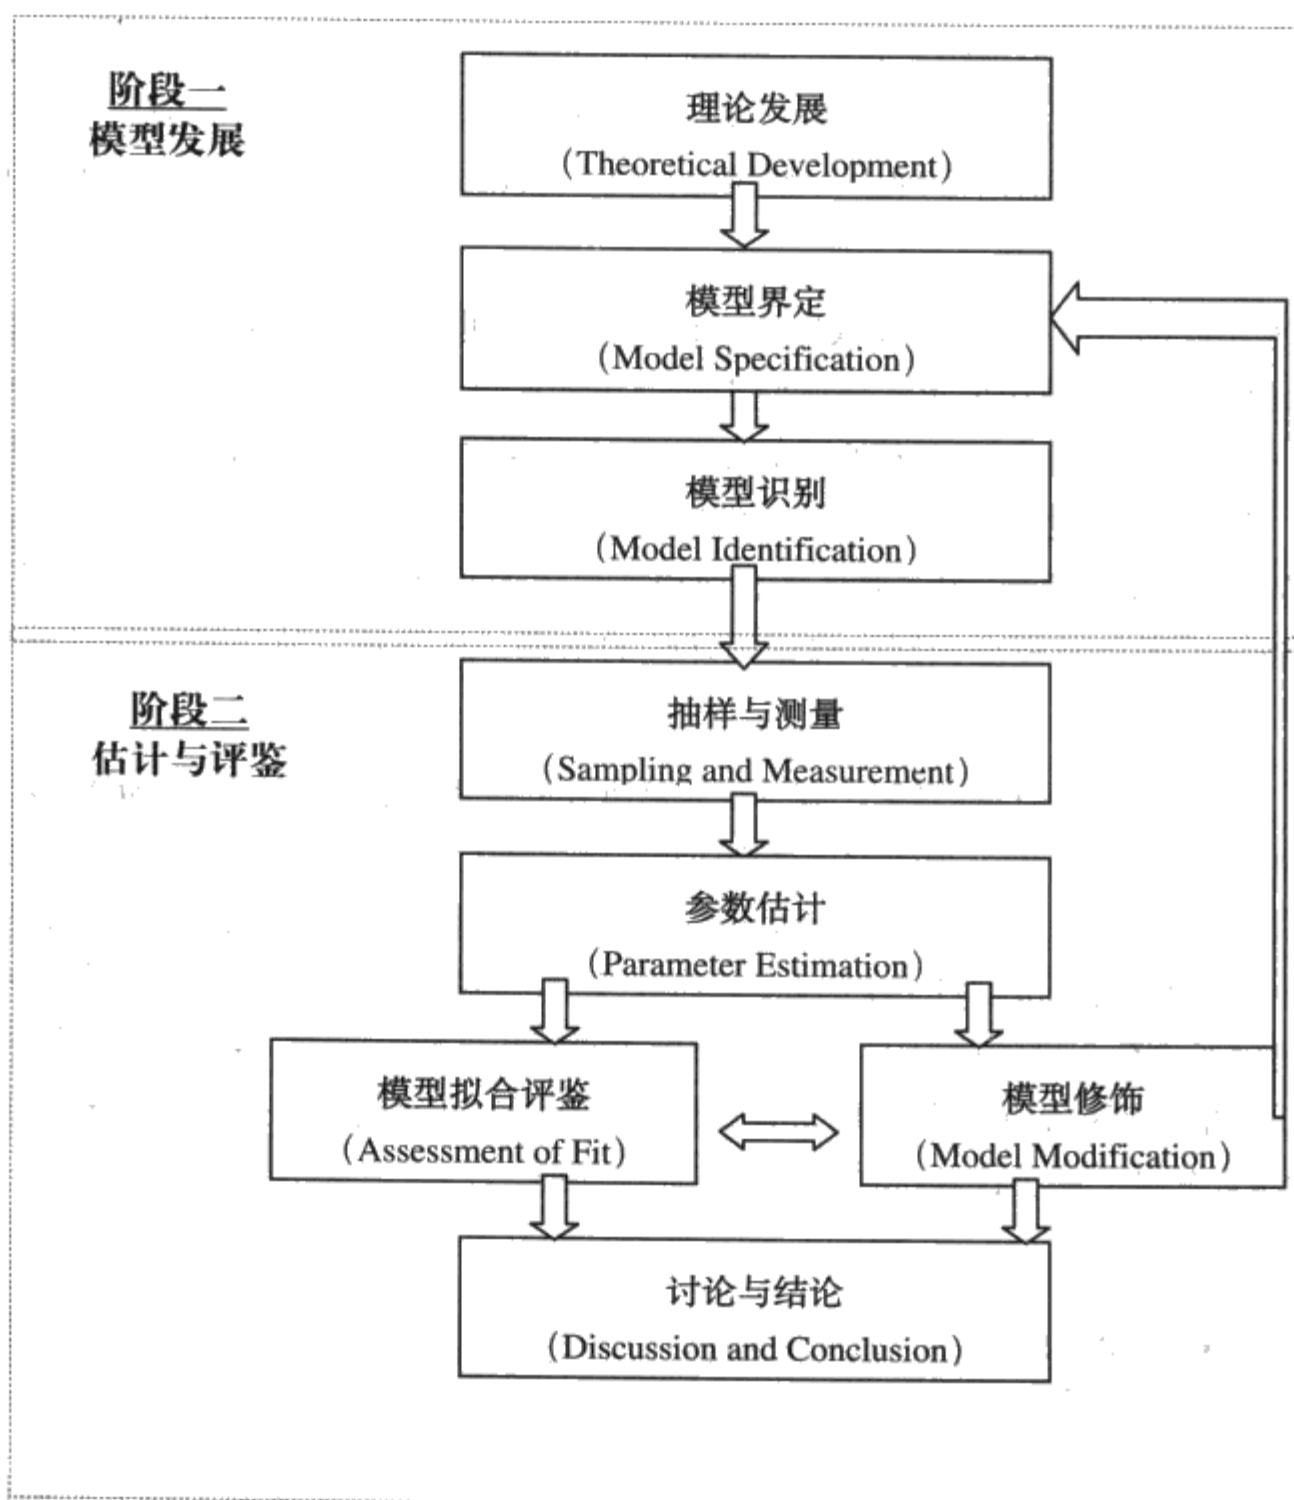 阶段一
模型发展
理论发展
(Theoretical Development)
模型界定
(Model Specification)
模型识别
(Model Identification)
阶段二
估计与评鉴
抽样与测量
(Sampling and Measurement)
参数估计
(Parameter Estimation)
模型拟合评鉴
(Assessment of Fit)
模型修饰
(Model Modification)
讨论与结论
(Discussion and Conclusion)